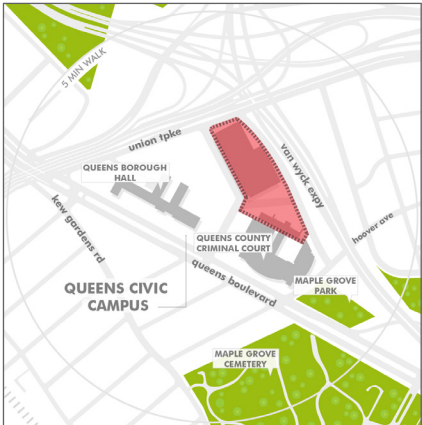 5 MIN WALK
union tpke
van wyck expy
QUEENS BOROUGH
HALL
kew gardens rd
hoover ave
QUEENS COUNTY
CRIMINAL COURT
queens boulevard
QUEENS CIVIC
CAMPUS
MAPLE GROVE
PARK
MAPLE GROVE
CEMETERY